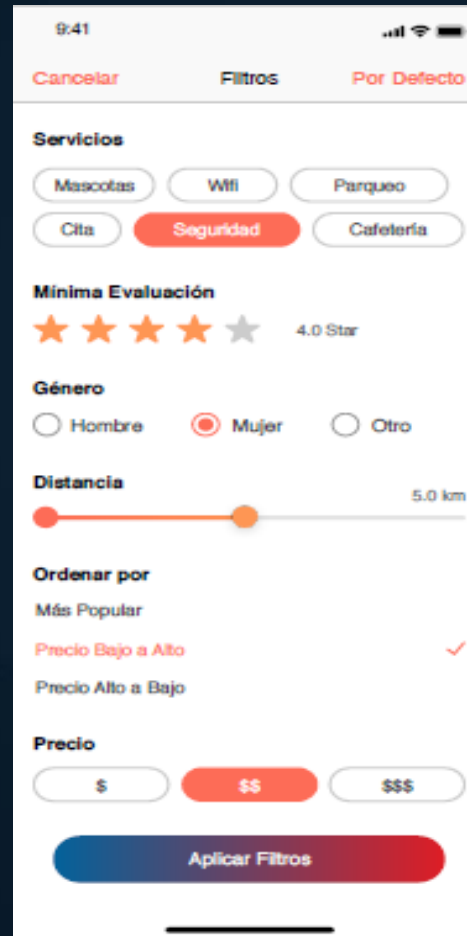 9:41
Cancelar Filtros Por Defecto
Servicios
Mascotas Wifi Parqueo
Cita Seguridad Cafetería
Mínima Evaluación
4.0 Star
Género
Hombre Mujer Otro
Distancia
5.0 km
Ordenar por
Más Popular
Precio Bajo a Alto
Precio Alto a Bajo
Precio
$ $$ $$$
Aplicar Filtros